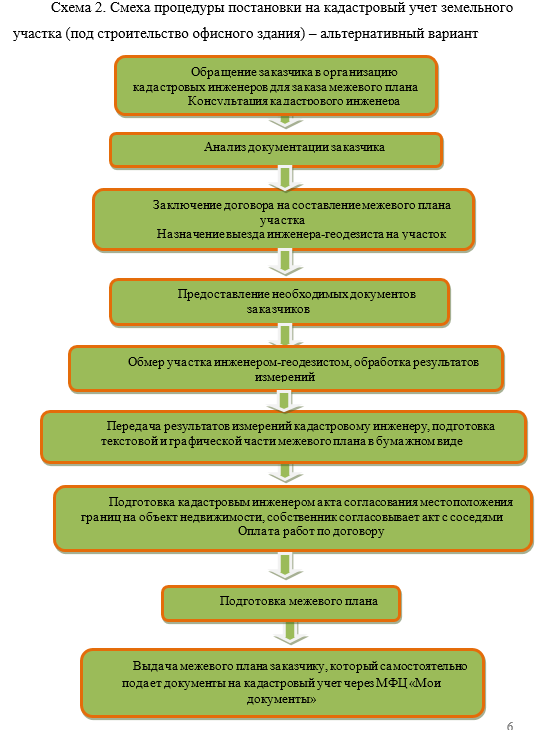 Схема 2. Смеха процедуры постановки на кадастровый учет земельного
участка (под строительство офисного здания) – альтернативный вариант
Обращение заказчика в организацию
кадастровых инженеров для заказа межевого плана
Консультация кадастрового инженера
Анализ документации заказчика
Заключение договора на составление межевого плана
участка
Назначение выезда инженера-геодезиста на участок
Предоставление необходимых документов
заказчиков
Обмер участка инженером-геодезистом, обработка результатов
измерений
Передача результатов измерений кадастровому инженеру, подготовка
текстовой и графической части межевого плана в бумажном виде
Подготовка кадастровым инженером акта согласования местоположения
границ на объект недвижимости, собственник согласовывает акт с соседями
Оплата работ по договору
Подготовка межевого плана
Выдача межевого плана заказчику, который самостоятельно
подает документы на кадастровый учет через МФЦ «Мои
документы»
6